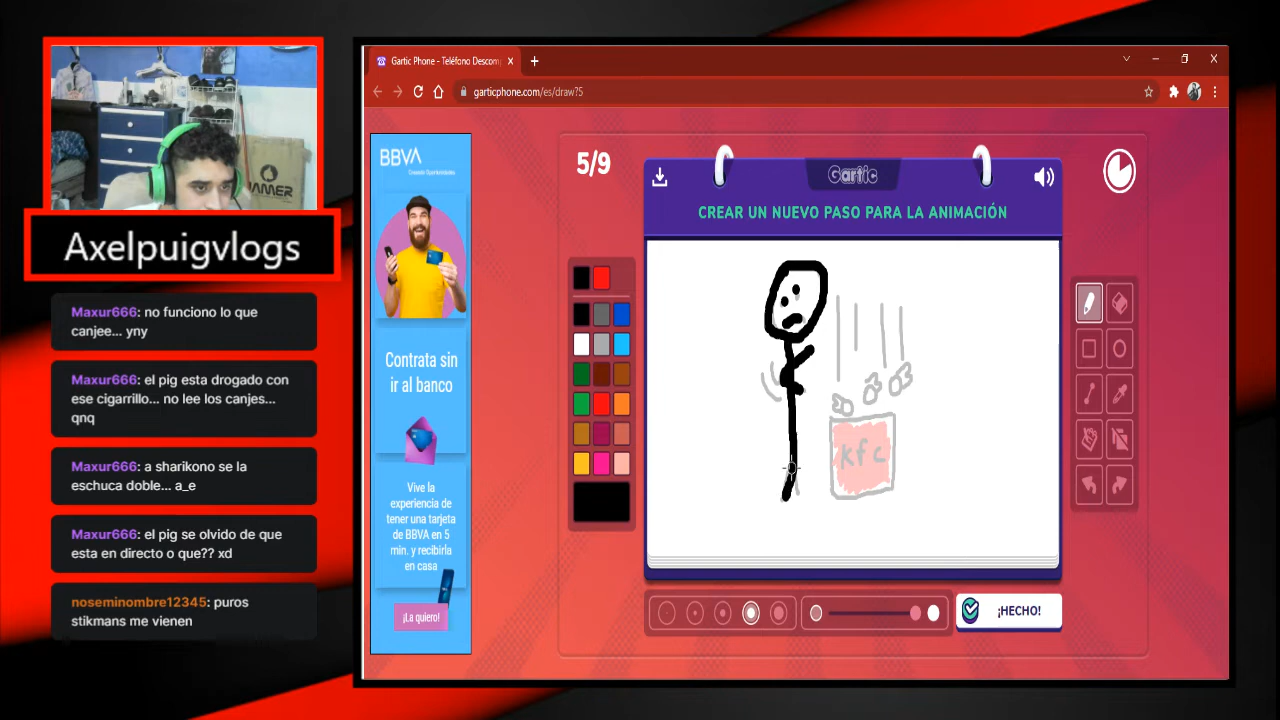 Axelpuigvlogs
Maxur666: no funciono lo que
canjee... yny
Maxur666: el pig esta drogado con
ese cigarrillo... no lee los canjes...
qnq
Maxur666: a sharikono se la
eschuca doble... a_e
Maxur666: el pig se olvido de que
esta en directo o que?? xd
noseminombre12345: puros
stikmans me vienen
Gartic Phone - Teléfono Descom
garticphone.com/es/draw?5
BBVA
Creando Oportunidades
Contrata sin
ir al banco
Vive la
experiencia de
tener una tarjeta
de BBVA en 5
min. y recibirla
en casa
¡La quiero!
5/9
Gartic
CREAR UN NUEVO PASO PARA LA ANIMACIÓN
kfc
¡HECHO!